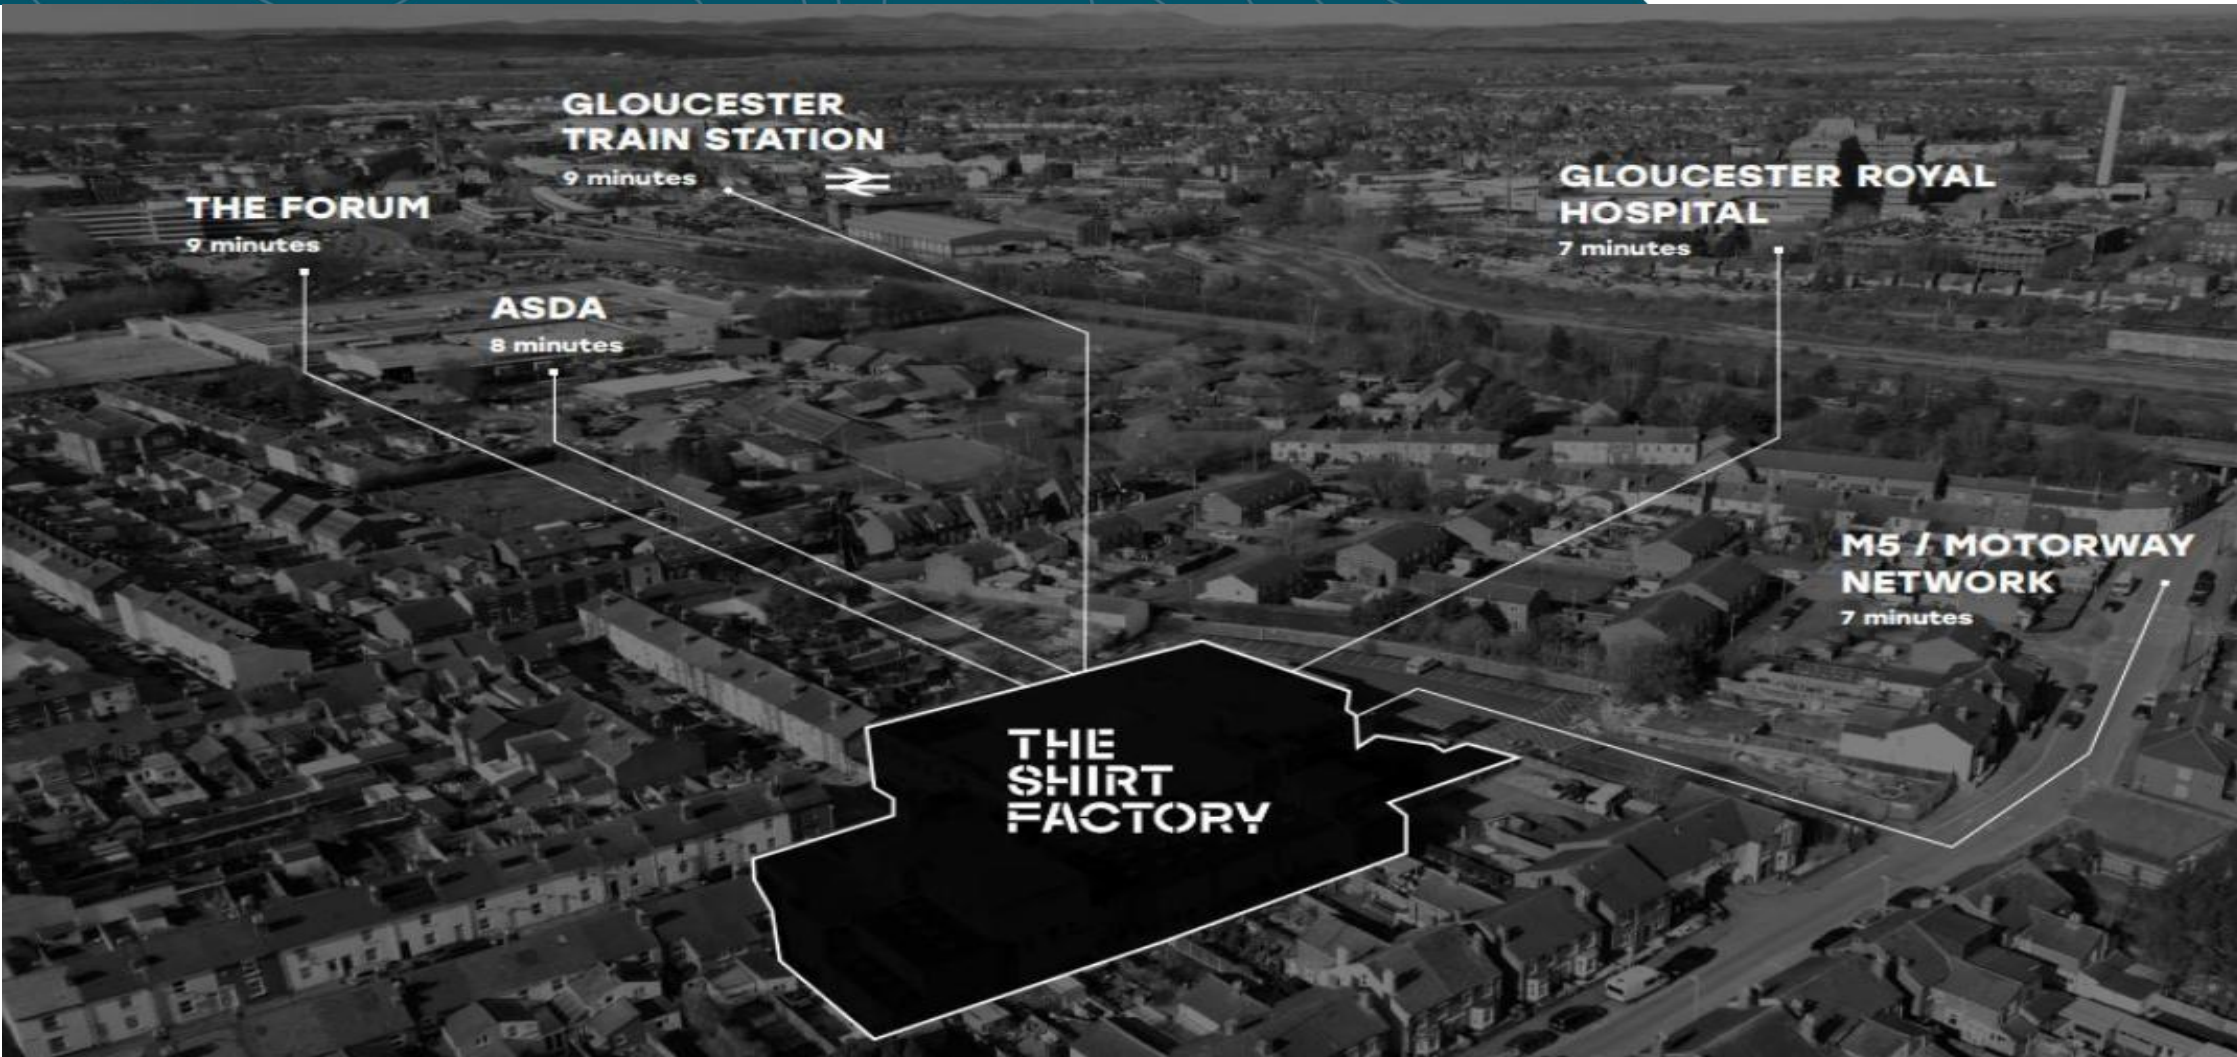 GLOUCESTER
TRAIN STATION
9 minutes
THE FORUM
9 minutes
ASDA
8 minutes
GLOUCESTER ROYAL
HOSPITAL
7 minutes
M5 / MOTORWAY
NETWORK
7 minutes
THE
SHIRT
FACTORY